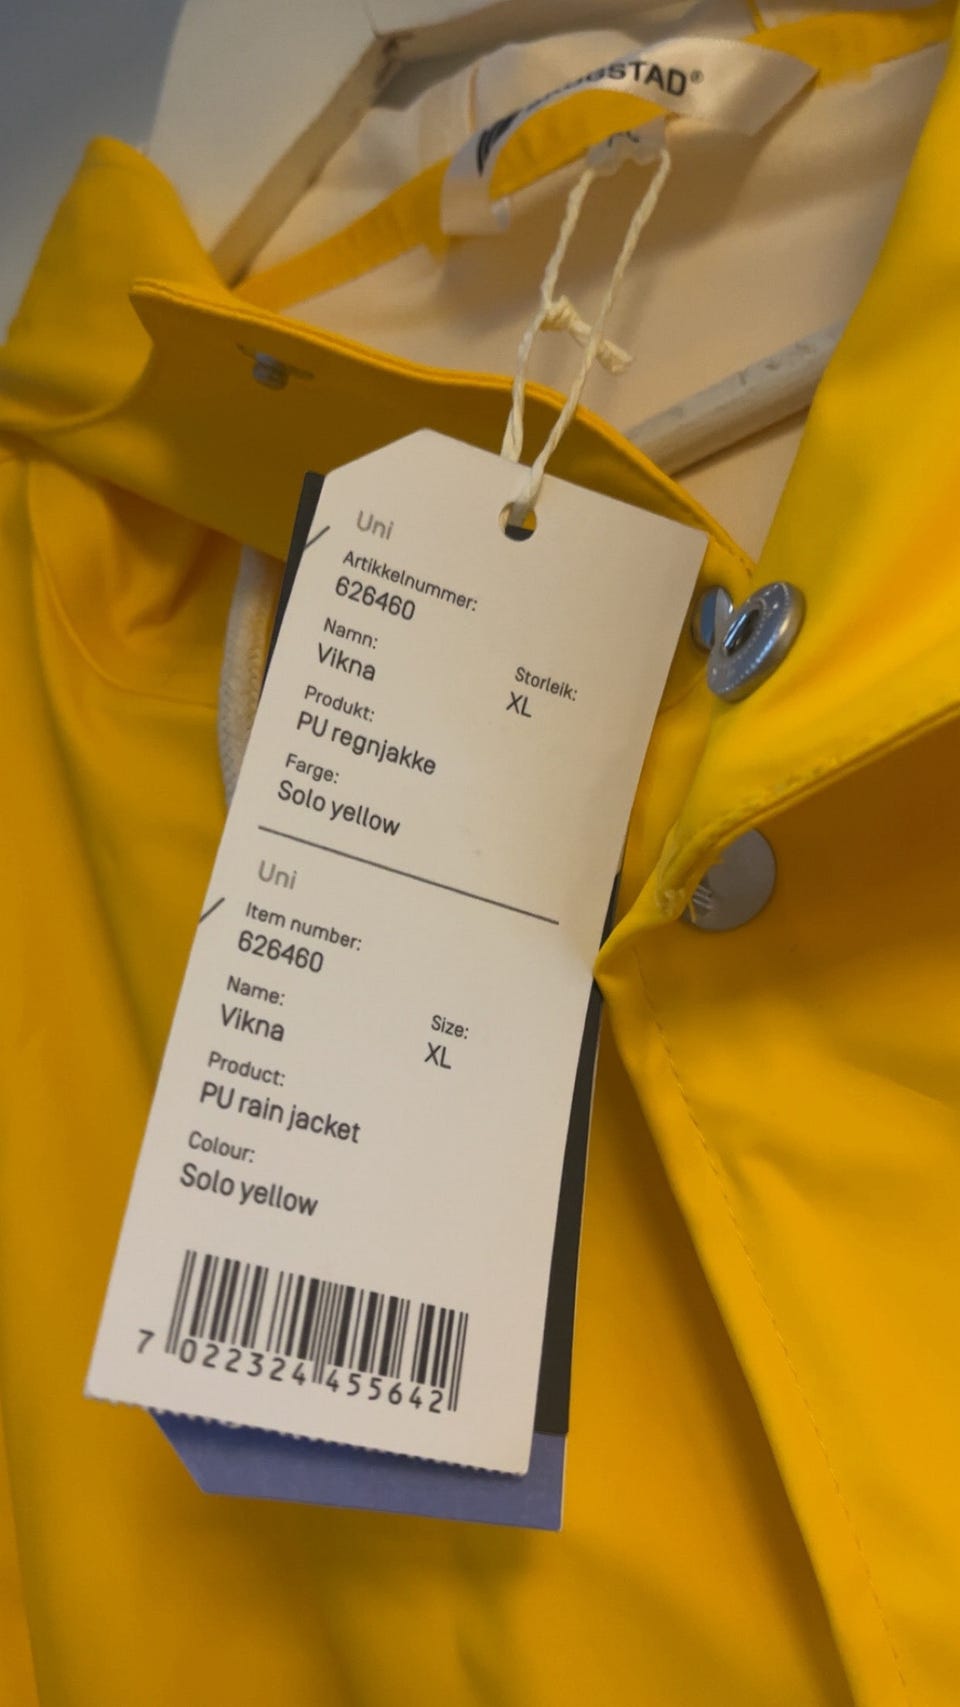 STAD®
Uni
Artikkelnummer:
626460
Namn:
Vikna
Storleik:
XL
Produkt:
PU regnjakke
Farge:
Solo yellow
Uni
Item number:
626460
Name:
Vikna
Size:
XL
Product:
PU rain jacket
Colour:
Solo yellow
7 022324 455642